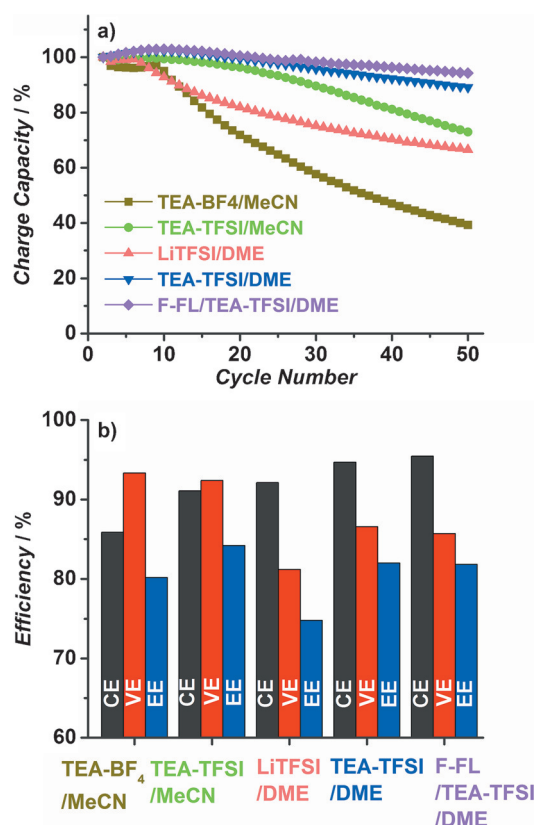 a)
100
80
60
40
20
0
Charge Capacity / %
TEA-BF4/MeCN
TEA-TFSI/MeCN
LiTFSI/DME
TEA-TFSI/DME
F-FL/TEA-TFSI/DME
0 10 20 30 40 50
Cycle Number
b)
100
90
80
70
60
Efficiency / %
CE VE EE CE VE EE CE VE EE CE VE EE CE VE EE
TEA-BF₄ TEA-TFSI LiTFSI TEA-TFSI F-FL
/MeCN /MeCN /DME /DME /TEA-TFSI
/DME